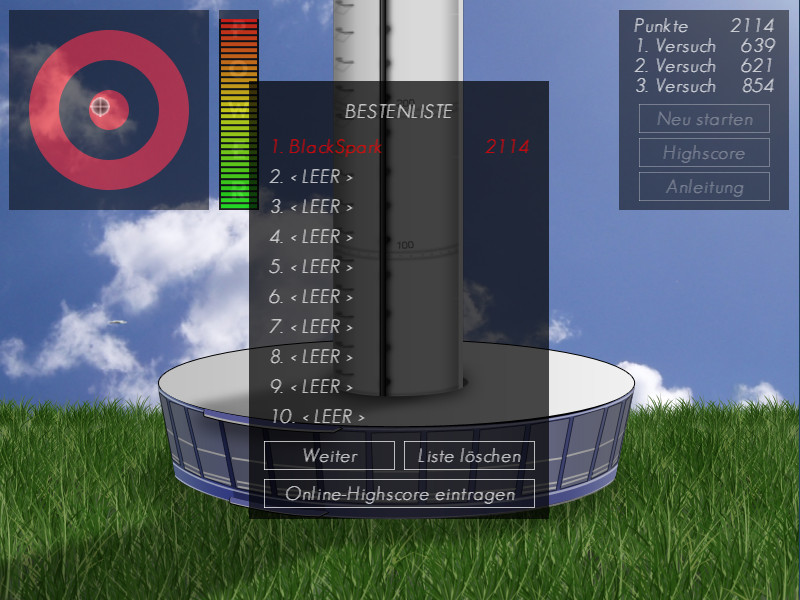 Punkte 2114
1. Versuch 639
2. Versuch 621
3. Versuch 854
Neu starten
Highscore
Anleitung
BESTENLISTE
1. BlackSpark 2114
2. < LEER >
3. < LEER >
4. < LEER >
5. < LEER >
6. < LEER >
7. < LEER >
8. < LEER >
9. < LEER >
10. < LEER >
Weiter
Liste löschen
Online-Highscore eintragen
200
100